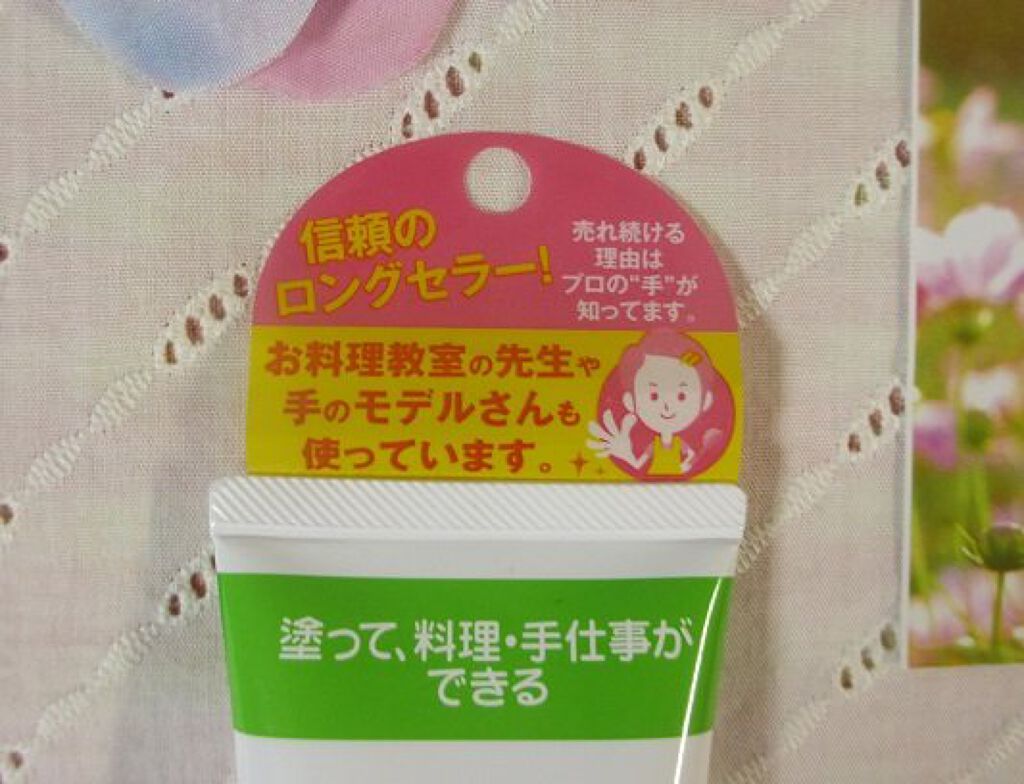 信頼の
ロングセラー!
売れ続ける
理由は
プロの"手"が
知ってます。
お料理教室の先生や
手のモデルさんも
使っています。
塗って、料理・手仕事が
できる